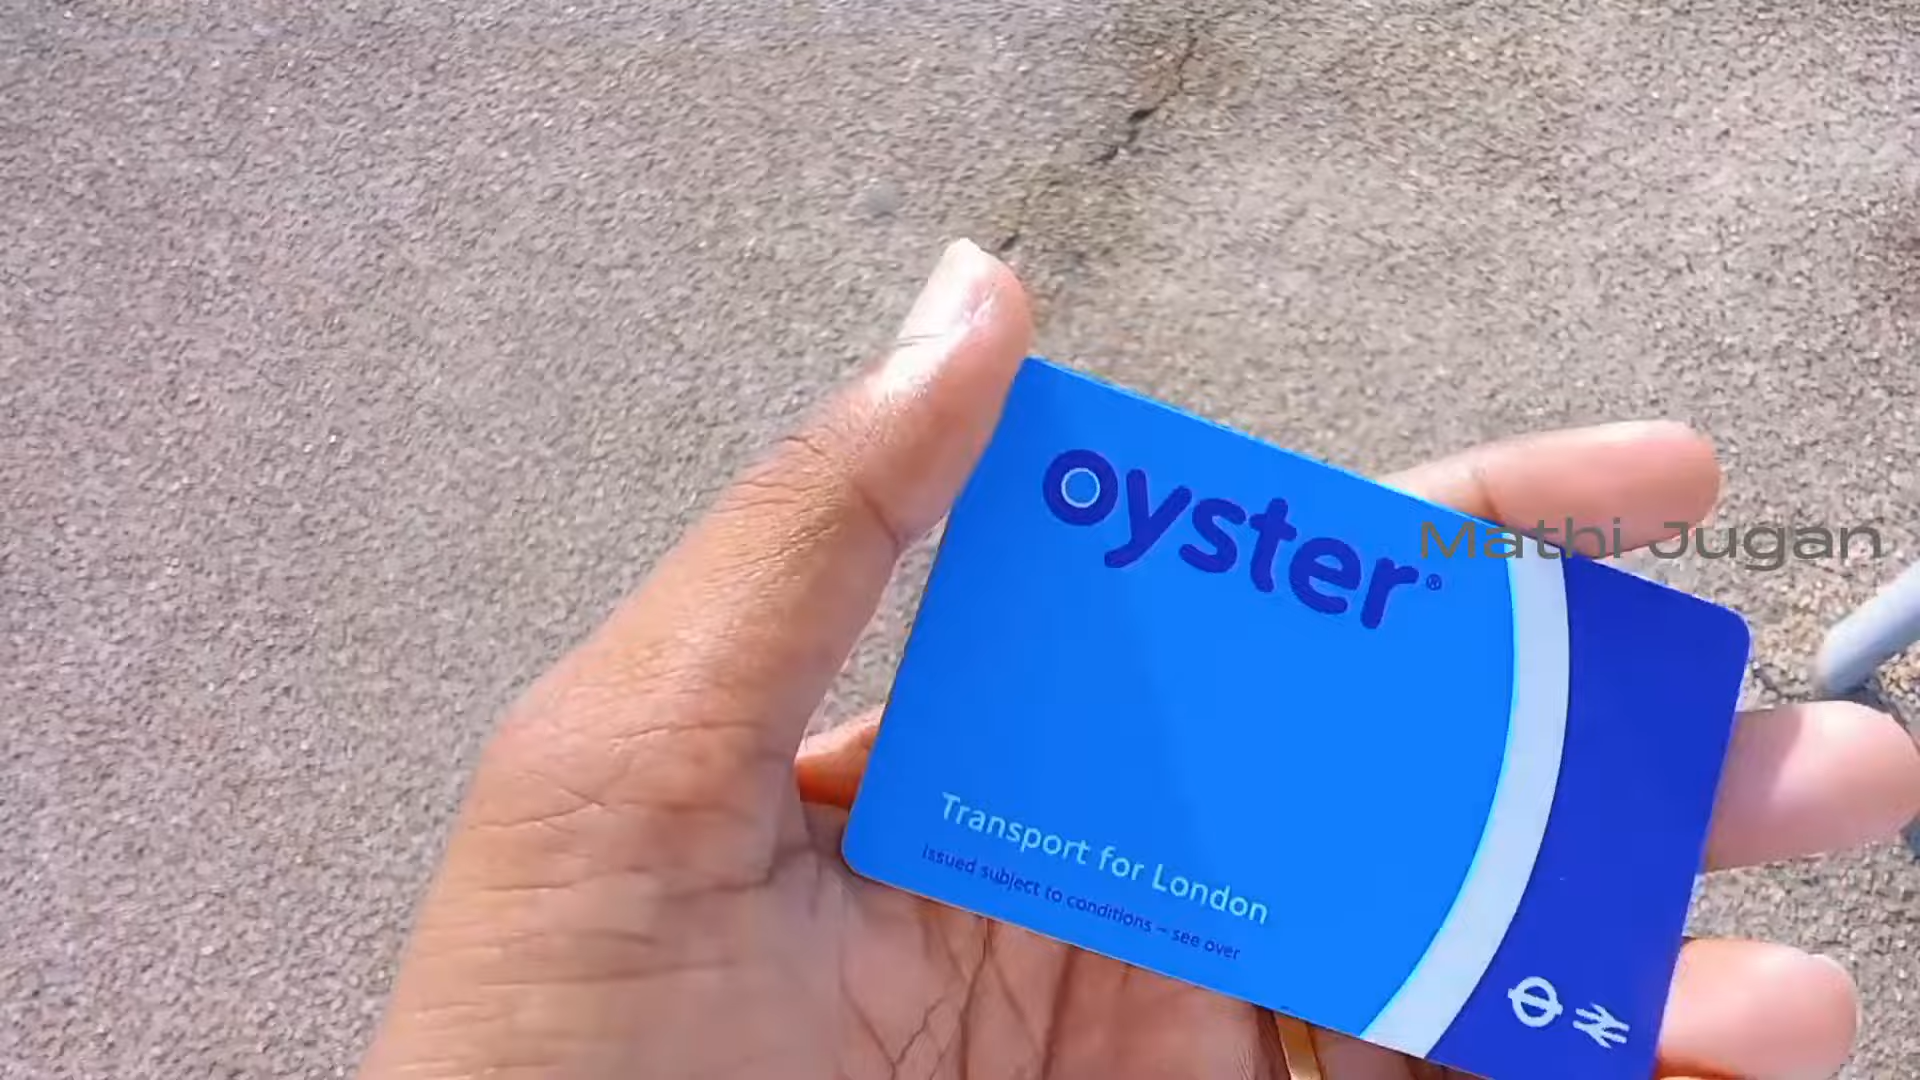 oyster®
Mathi Jugan
Transport for London
Issued subject to conditions – see over